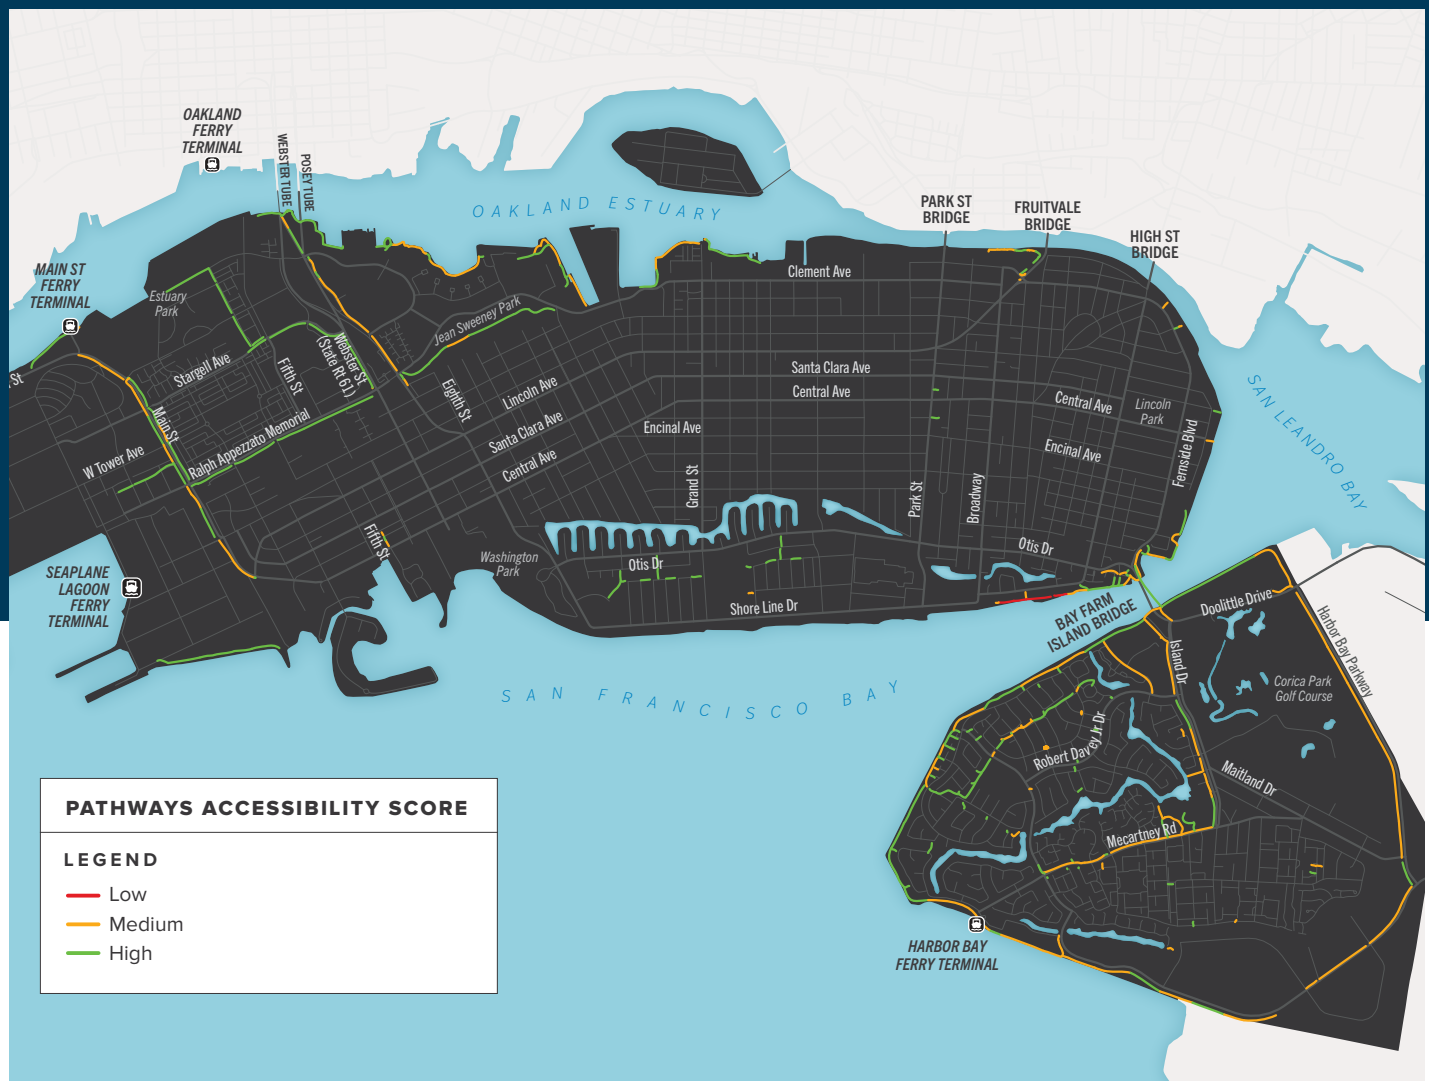 OAKLAND
FERRY
TERMINAL
WEBSTER TUBE
POSEY TUBE
OAKLAND ESTUARY
PARK ST
BRIDGE
FRUITVALE
BRIDGE
HIGH ST
BRIDGE
MAIN ST
FERRY
TERMINAL
Estuary
Park
Clement Ave
Jean Sweeney Park
Stargell Ave
Fifth St
Webster St
(State Rt 61)
St
Eighth St
Lincoln Ave
Santa Clara Ave
Central Ave
Santa Clara Ave
Central Ave
Encinal Ave
Central Ave
Lincoln
Park
Encinal Ave
Fernside Blvd
SAN LEANDRO BAY
Main St
Ralph Appezzato Memorial
W Tower Ave
Grand St
Park St
Broadway
Fifth St
Washington
Park
Otis Dr
Otis Dr
Shore Line Dr
SEAPLANE
LAGOON
FERRY
TERMINAL
BAY FARM
ISLAND BRIDGE
Doolittle Drive
Harbor Bay Parkway
Island Dr
Corica Park
Golf Course
SAN FRANCISCO BAY
Robert Davey Jr Dr
Maitland Dr
Mecartney Rd
HARBOR BAY
FERRY TERMINAL
PATHWAYS ACCESSIBILITY SCORE
LEGEND
Low
Medium
High